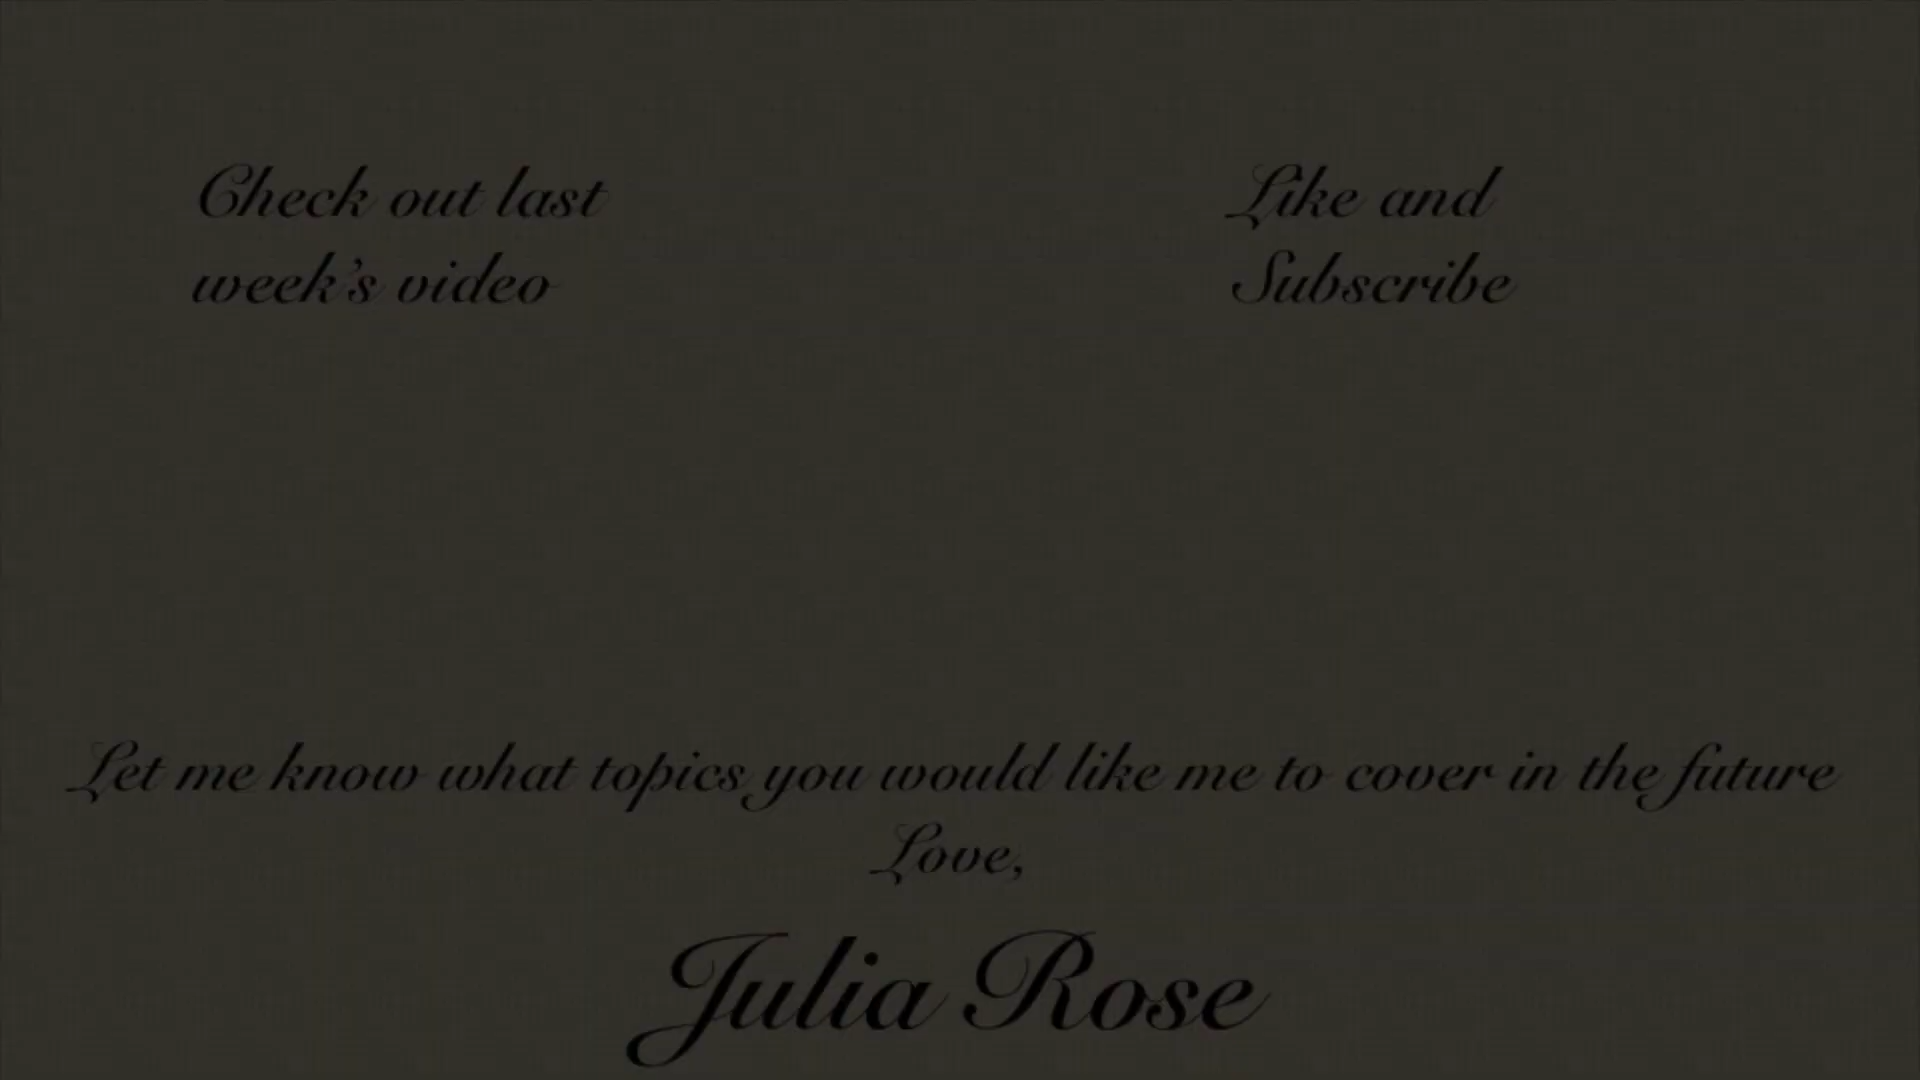 Check out last
week's video
Like and
Subscribe
Let me know what topics you would like me to cover in the future
Love,
Julia Rose